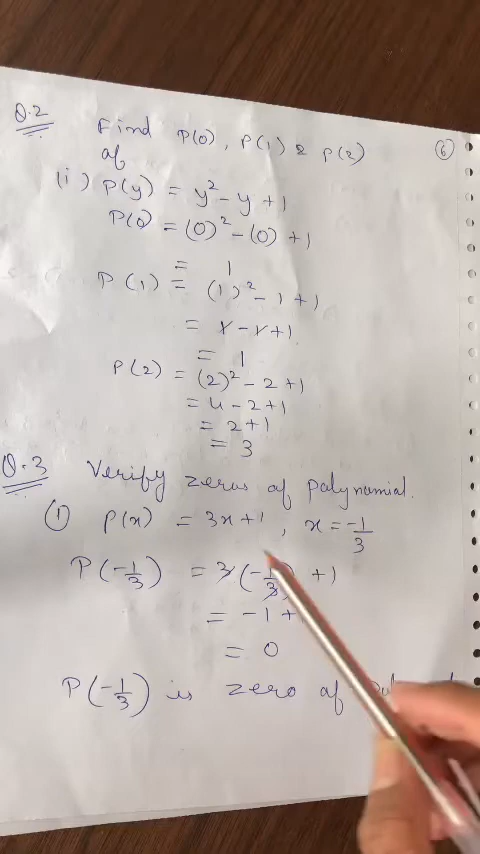 Q.2 Find P(0), P(1) & P(2) ⑥
of
(i) P(y) = y² - y + 1
P(0) = (0)² - (0) + 1
= 1
P(1) = (1)² - 1 + 1
= 1 - 1 + 1
= 1
P(2) = (2)² - 2 + 1
= 4 - 2 + 1
= 2 + 1
= 3
Q.3 Verify zeros of polynomial.
① P(x) = 3x + 1, x = -1/3
P(-1/3) = 3(-1/3) + 1
= -1 +
= 0
P(-1/3) is zero of